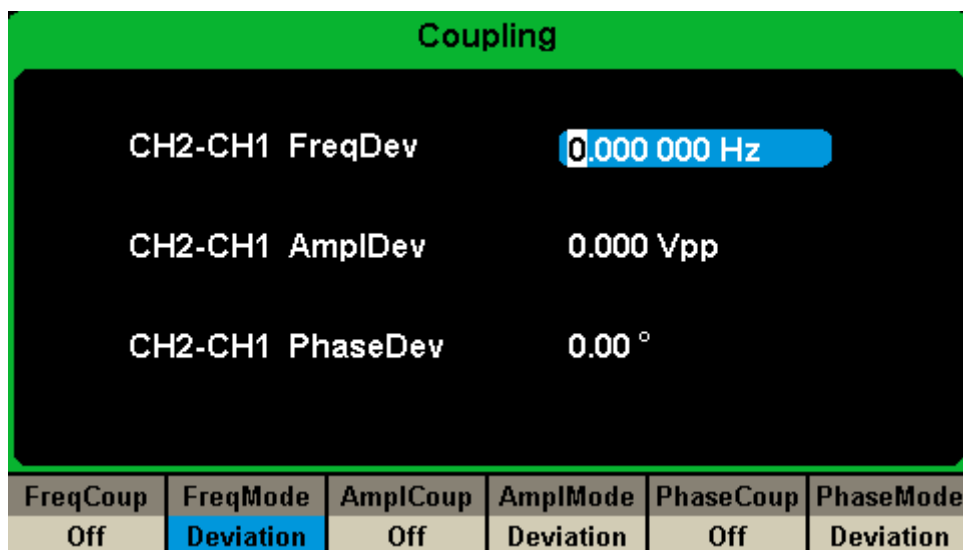 Coupling
CH2-CH1 FreqDev 0.000 000 Hz
CH2-CH1 AmplDev 0.000 Vpp
CH2-CH1 PhaseDev 0.00 °
FreqCoup FreqMode AmplCoup AmplMode PhaseCoup PhaseMode
Off Deviation Off Deviation Off Deviation